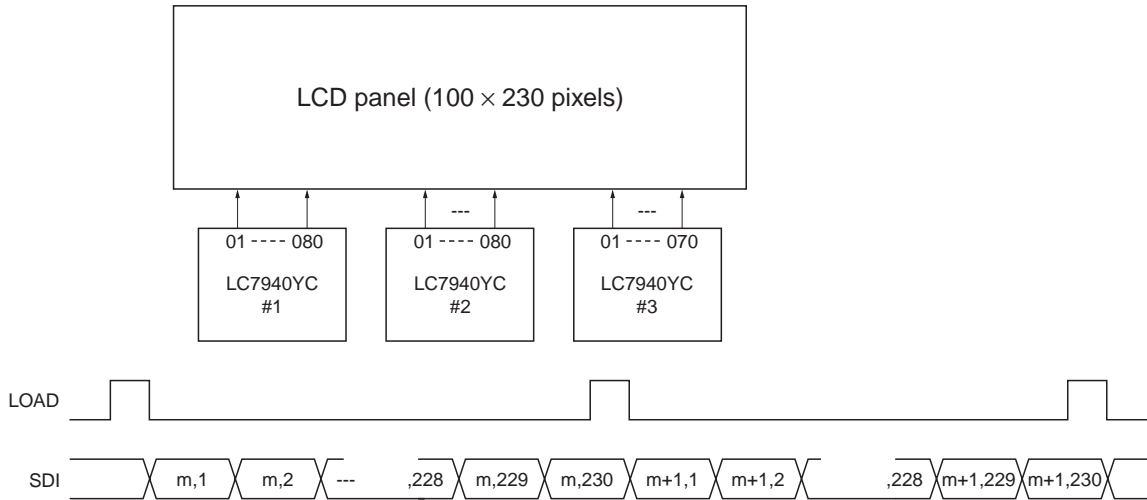 LCD panel (100 × 230 pixels)
--- ---
01 ---- 080 01 ---- 080 01 ---- 070
LC7940YC LC7940YC LC7940YC
#1 #2 #3
LOAD
SDI m,1 m,2 --- ,228 m,229 m,230 m+1,1 m+1,2 ,228 m+1,229 m+1,230